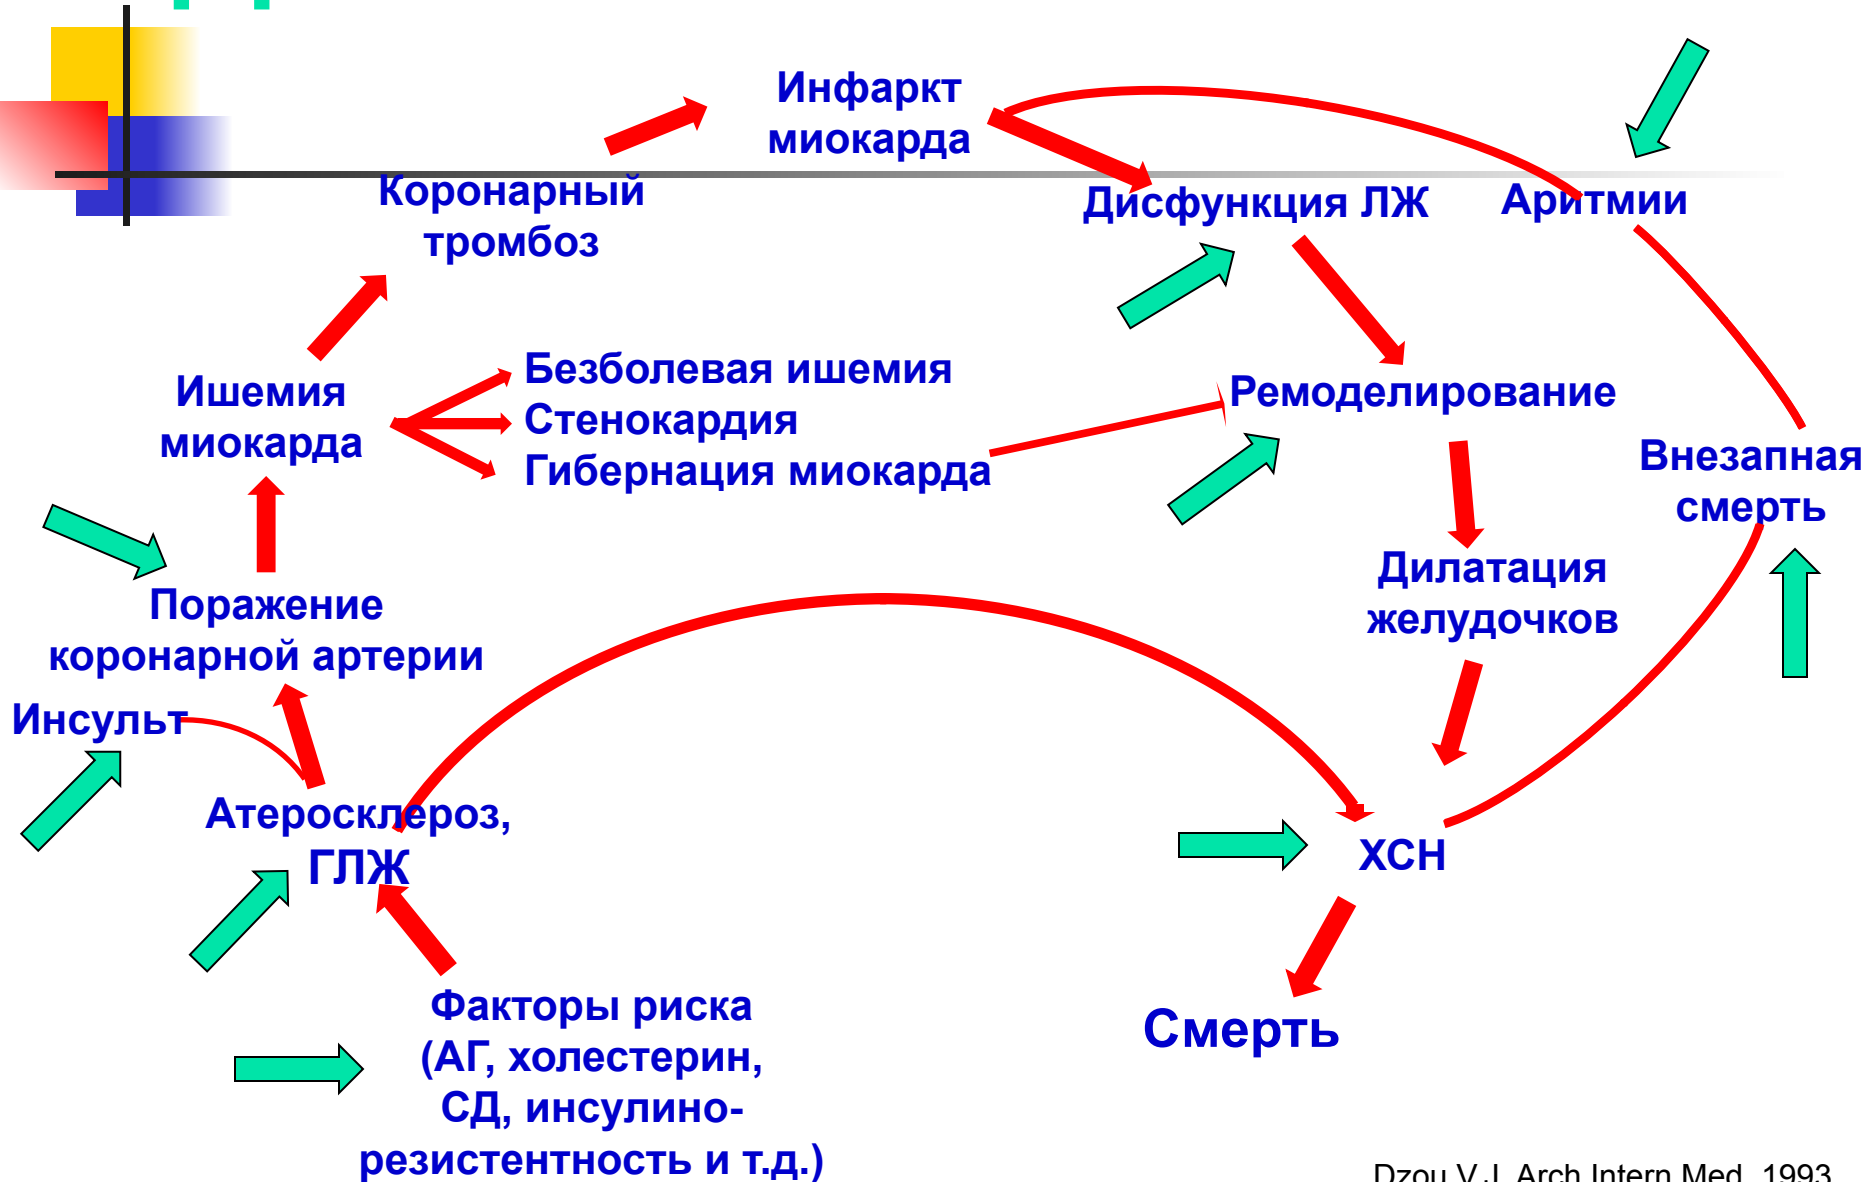 Инфаркт
миокарда
Коронарный
тромбоз
Дисфункция ЛЖ
Аритмии
Ишемия
миокарда
Безболевая ишемия
Стенокардия
Гибернация миокарда
Ремоделирование
Внезапная
смерть
Поражение
коронарной артерии
Дилатация
желудочков
Инсульт
Атеросклероз,
ГЛЖ
ХСН
Факторы риска
(АГ, холестерин,
СД, инсулино-
резистентность и т.д.)
Смерть
Dzou V.J. Arch Intern Med, 1993